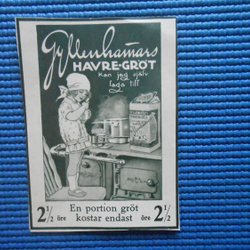 Gyllenhamars
HAVRE-GRÖT
kan jag själv
laga till
2 1/2 öre
En portion gröt
kostar endast
öre 2 1/2